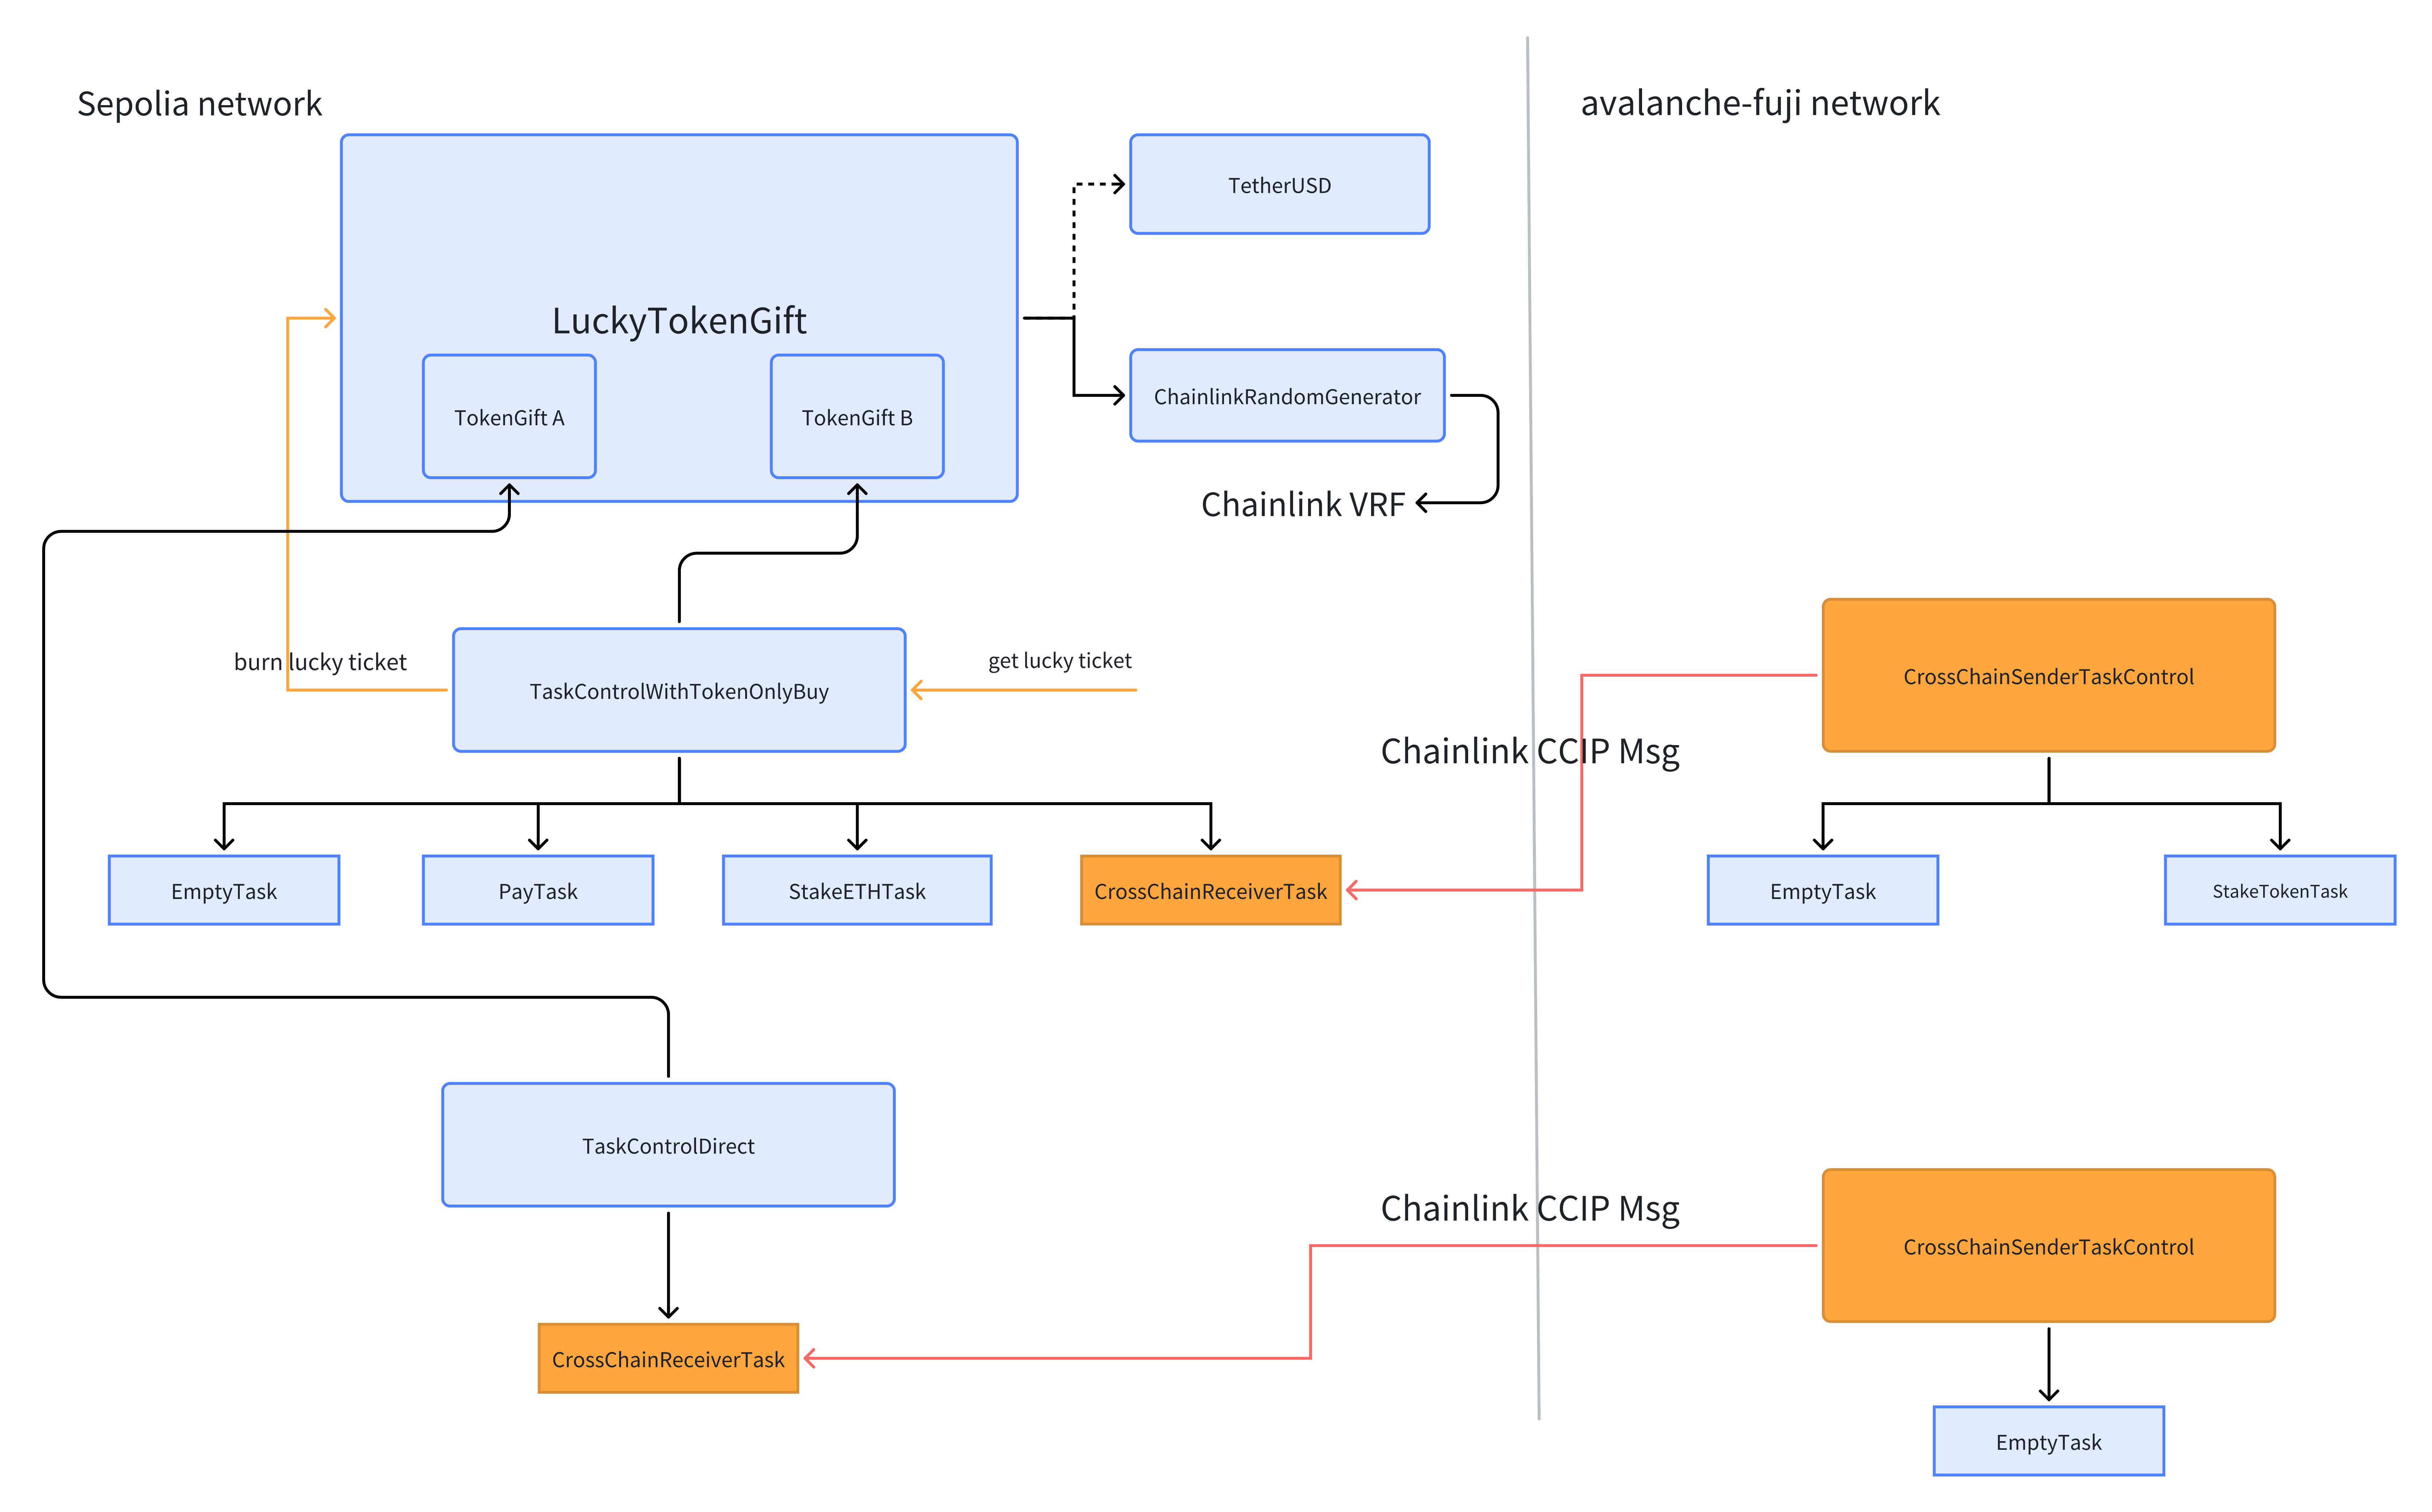 Sepolia network
avalanche-fuji network
TetherUSD
LuckyTokenGift
ChainlinkRandomGenerator
TokenGift A
TokenGift B
Chainlink VRF
burn lucky ticket
get lucky ticket
TaskControlWithTokenOnlyBuy
CrossChainSenderTaskControl
Chainlink CCIP Msg
EmptyTask
PayTask
StakeETHTask
CrossChainReceiverTask
EmptyTask
StakeTokenTask
TaskControlDirect
Chainlink CCIP Msg
CrossChainSenderTaskControl
CrossChainReceiverTask
EmptyTask